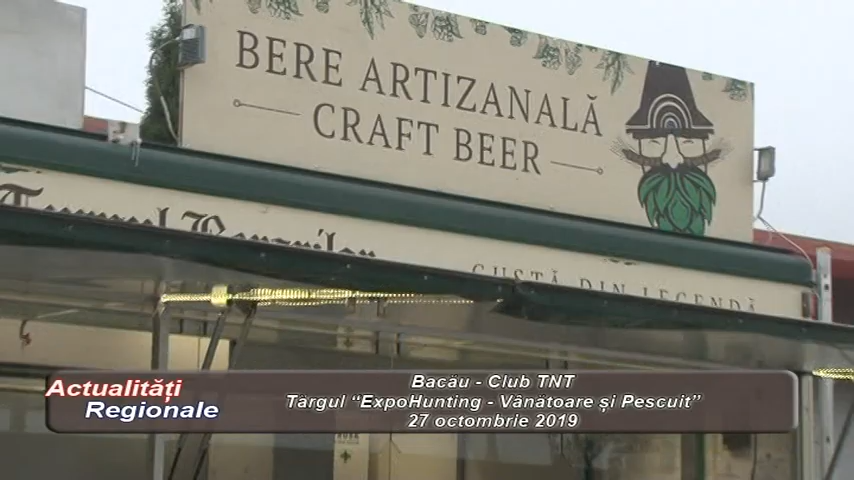 BERE ARTIZANALĂ
CRAFT BEER
GUSTĂ DIN LEGENDĂ
Actualități
Regionale
Bacău - Club TNT
Târgul “ExpoHunting - Vânătoare și Pescuit”
27 octombrie 2019